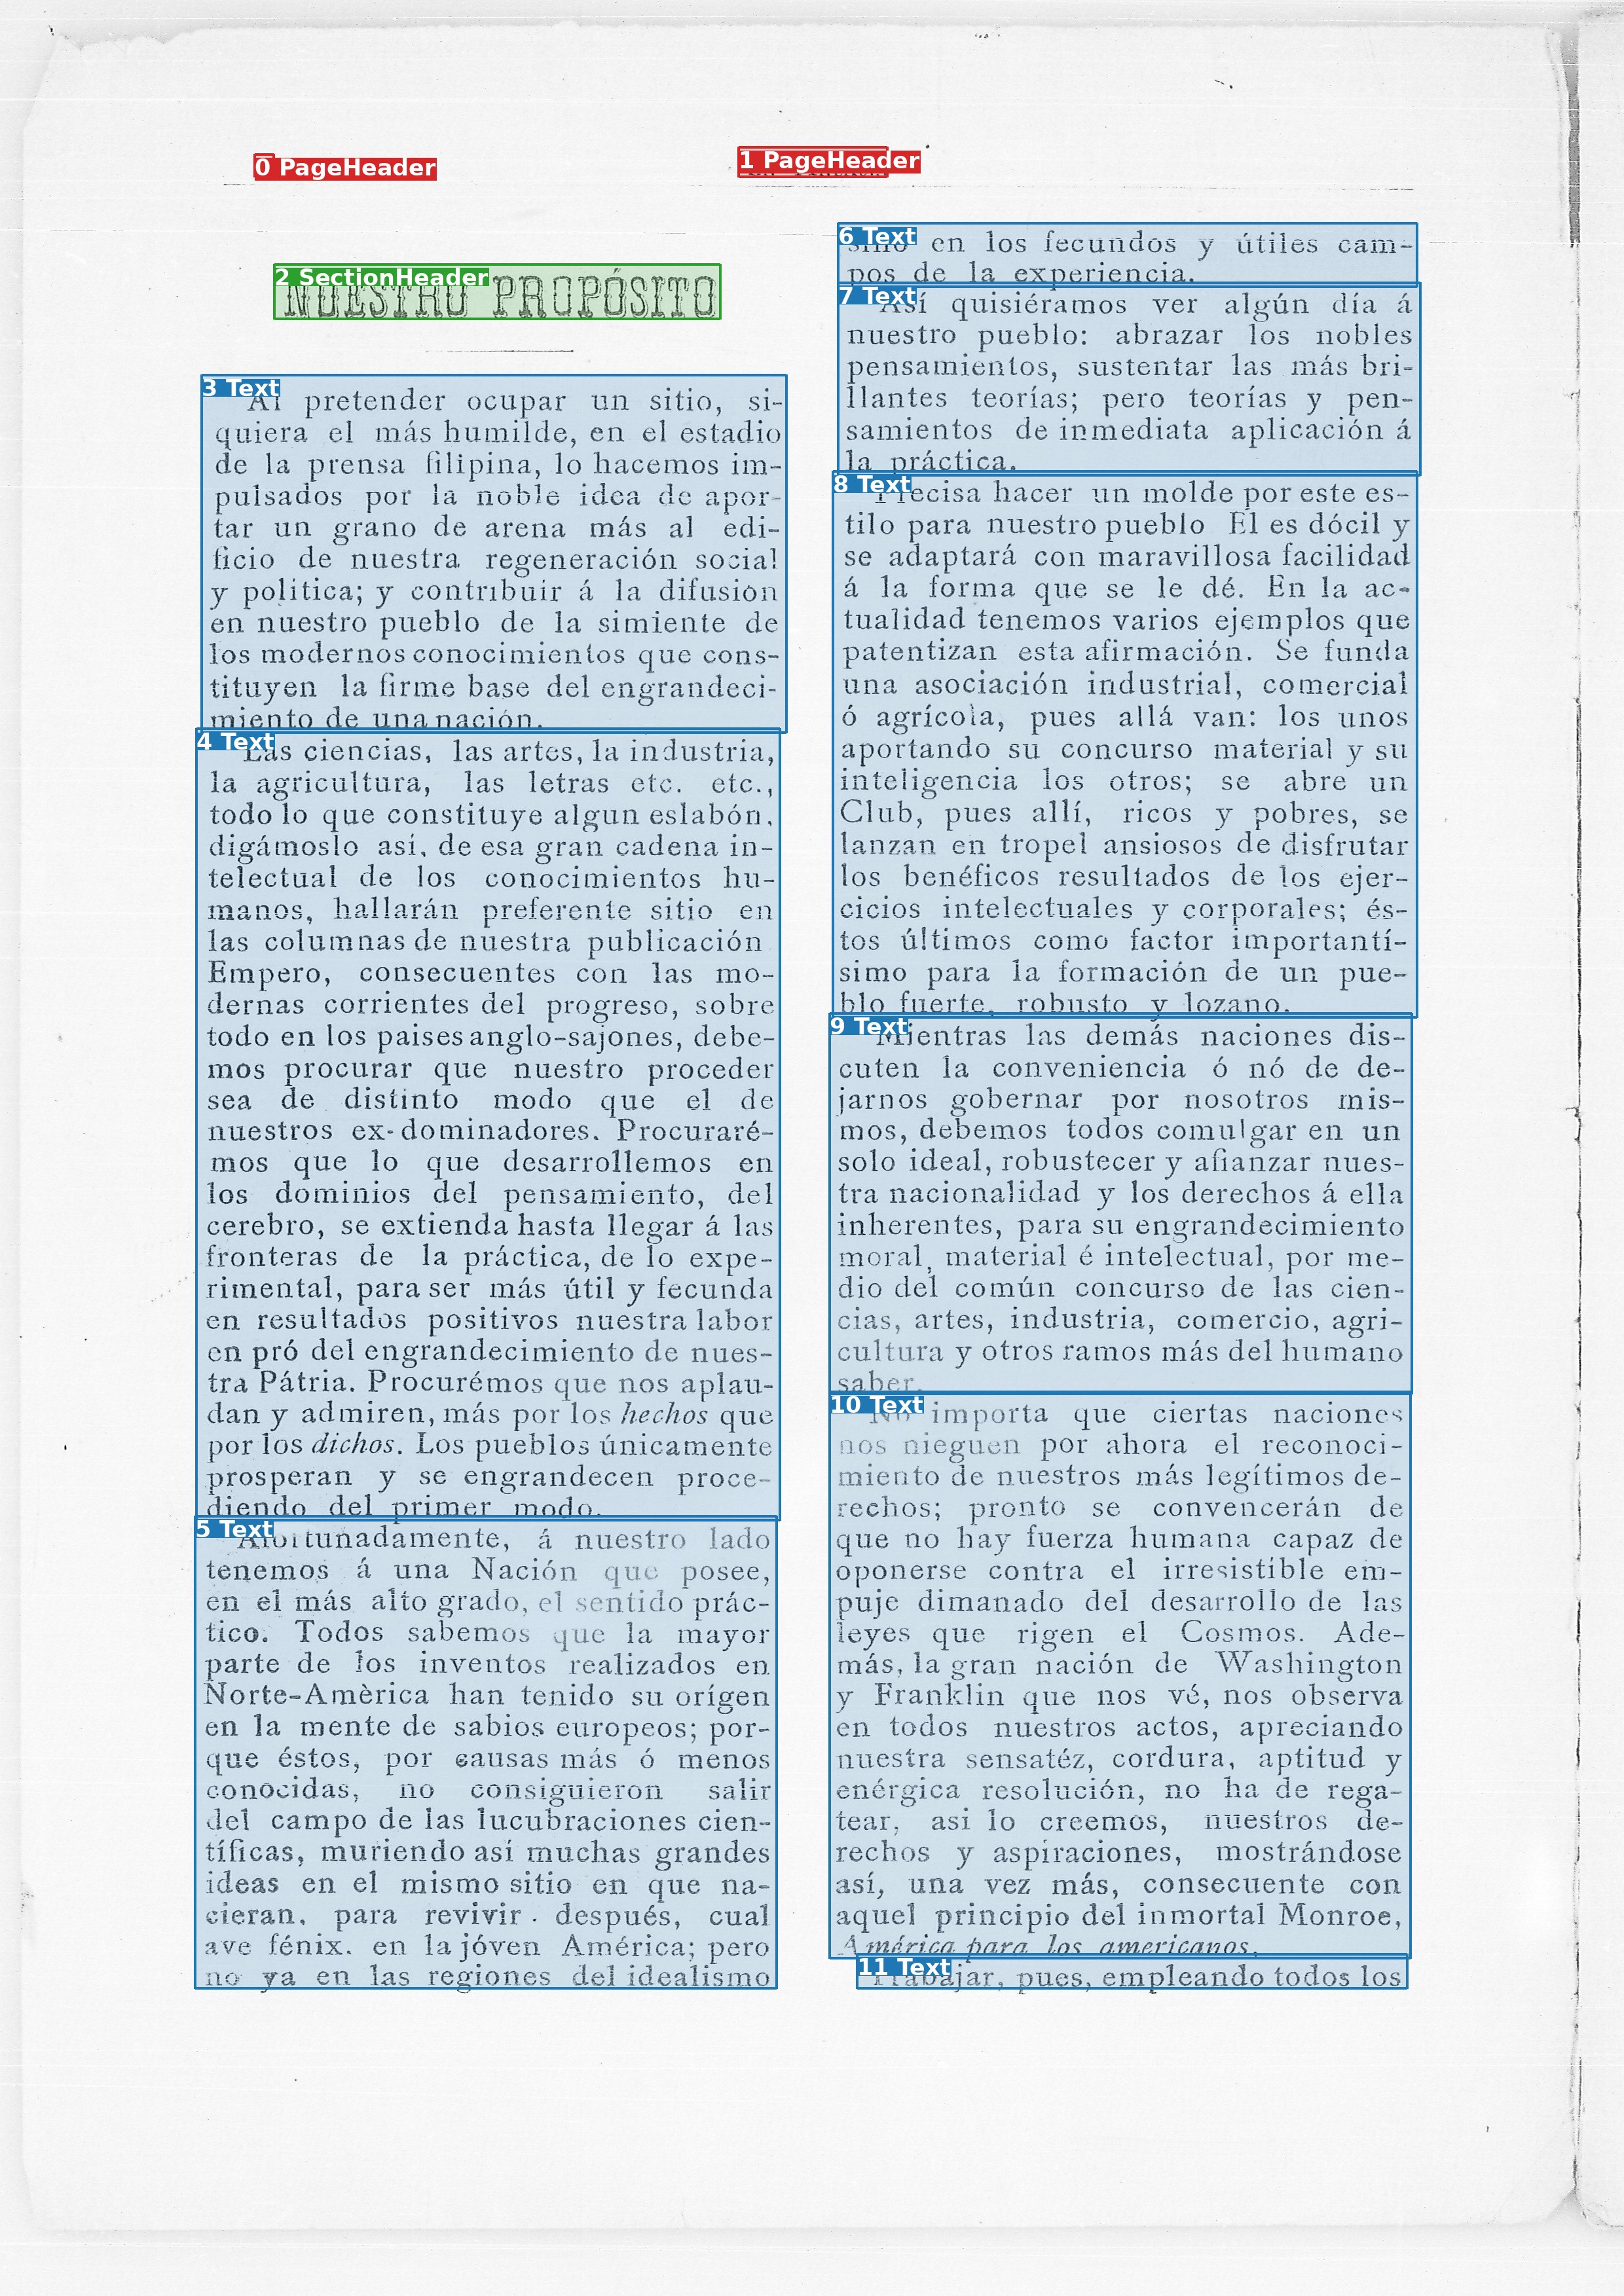 NUESTRO PROPÓSITO
Al pretender ocupar un sitio, si-
quiera el más humilde, en el estadio
de la prensa filipina, lo hacemos im-
pulsados por la noble idea de apor-
tar un grano de arena más al edi-
ficio de nuestra regeneración social
y politica; y contribuir á la difusion
en nuestro pueblo de la simiente de
los modernos conocimientos que cons-
tituyen la firme base del engrandeci-
miento de una nación.
Las ciencias, las artes, la industria,
la agricultura, las letras etc. etc.,
todo lo que constituye algun eslabón,
digámoslo así, de esa gran cadena in-
telectual de los conocimientos hu-
manos, hallarán preferente sitio en
las columnas de nuestra publicación
Empero, consecuentes con las mo-
dernas corrientes del progreso, sobre
todo en los paises anglo-sajones, debe-
mos procurar que nuestro proceder
sea de distinto modo que el de
nuestros ex-dominadores. Procuraré-
mos que lo que desarrollemos en
los dominios del pensamiento, del
cerebro, se extienda hasta llegar á las
fronteras de la práctica, de lo expe-
rimental, para ser más útil y fecunda
en resultados positivos nuestra labor
en pró del engrandecimiento de nues-
tra Pátria. Procurémos que nos aplau-
dan y admiren, más por los hechos que
por los dichos. Los pueblos únicamente
prosperan y se engrandecen proce-
diendo del primer modo.
Afortunadamente, á nuestro lado
tenemos á una Nación que posee,
en el más alto grado, el sentido prác-
tico. Todos sabemos que la mayor
parte de los inventos realizados en
Norte-Amèrica han tenido su orígen
en la mente de sabios europeos; por-
que éstos, por causas más ó menos
conocidas, no consiguieron salir
del campo de las lucubraciones cien-
tíficas, muriendo así muchas grandes
ideas en el mismo sitio en que na-
cieran, para revivir después, cual
ave fénix, en la jóven América; pero
no ya en las regiones del idealismo
sino en los fecundos y útiles cam-
pos de la experiencia.
Así quisiéramos ver algún día á
nuestro pueblo: abrazar los nobles
pensamientos, sustentar las más bri-
llantes teorías; pero teorías y pen-
samientos de inmediata aplicación á
la práctica.
Precisa hacer un molde por este es-
tilo para nuestro pueblo El es dócil y
se adaptará con maravillosa facilidad
á la forma que se le dé. En la ac-
tualidad tenemos varios ejemplos que
patentizan esta afirmación. Se funda
una asociación industrial, comercial
ó agrícola, pues allá van: los unos
aportando su concurso material y su
inteligencia los otros; se abre un
Club, pues allí, ricos y pobres, se
lanzan en tropel ansiosos de disfrutar
los benéficos resultados de los ejer-
cicios intelectuales y corporales; és-
tos últimos como factor importantí-
simo para la formación de un pue-
blo fuerte, robusto y lozano.
Mientras las demás naciones dis-
cuten la conveniencia ó nó de de-
jarnos gobernar por nosotros mis-
mos, debemos todos comulgar en un
solo ideal, robustecer y afianzar nues-
tra nacionalidad y los derechos á ella
inherentes, para su engrandecimiento
moral, material é intelectual, por me-
dio del común concurso de las cien-
cias, artes, industria, comercio, agri-
cultura y otros ramos más del humano
saber.
No importa que ciertas naciones
nos nieguen por ahora el reconoci-
miento de nuestros más legítimos de-
rechos; pronto se convencerán de
que no hay fuerza humana capaz de
oponerse contra el irresistible em-
puje dimanado del desarrollo de las
leyes que rigen el Cosmos. Ade-
más, la gran nación de Washington
y Franklin que nos vé, nos observa
en todos nuestros actos, apreciando
nuestra sensatéz, cordura, aptitud y
enérgica resolución, no ha de rega-
tear, asi lo creemos, nuestros de-
rechos y aspiraciones, mostrándose
así, una vez más, consecuente con
aquel principio del inmortal Monroe,
América para los americanos.
Trabajar, pues, empleando todos los